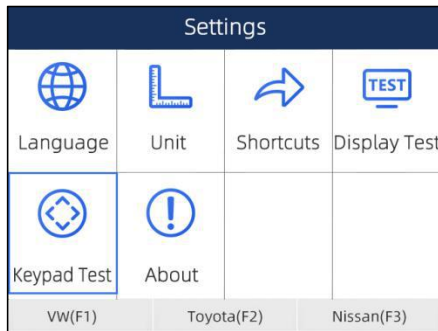 Settings
TEST
Language Unit Shortcuts Display Test
Keypad Test About
VW(F1) Toyota(F2) Nissan(F3)